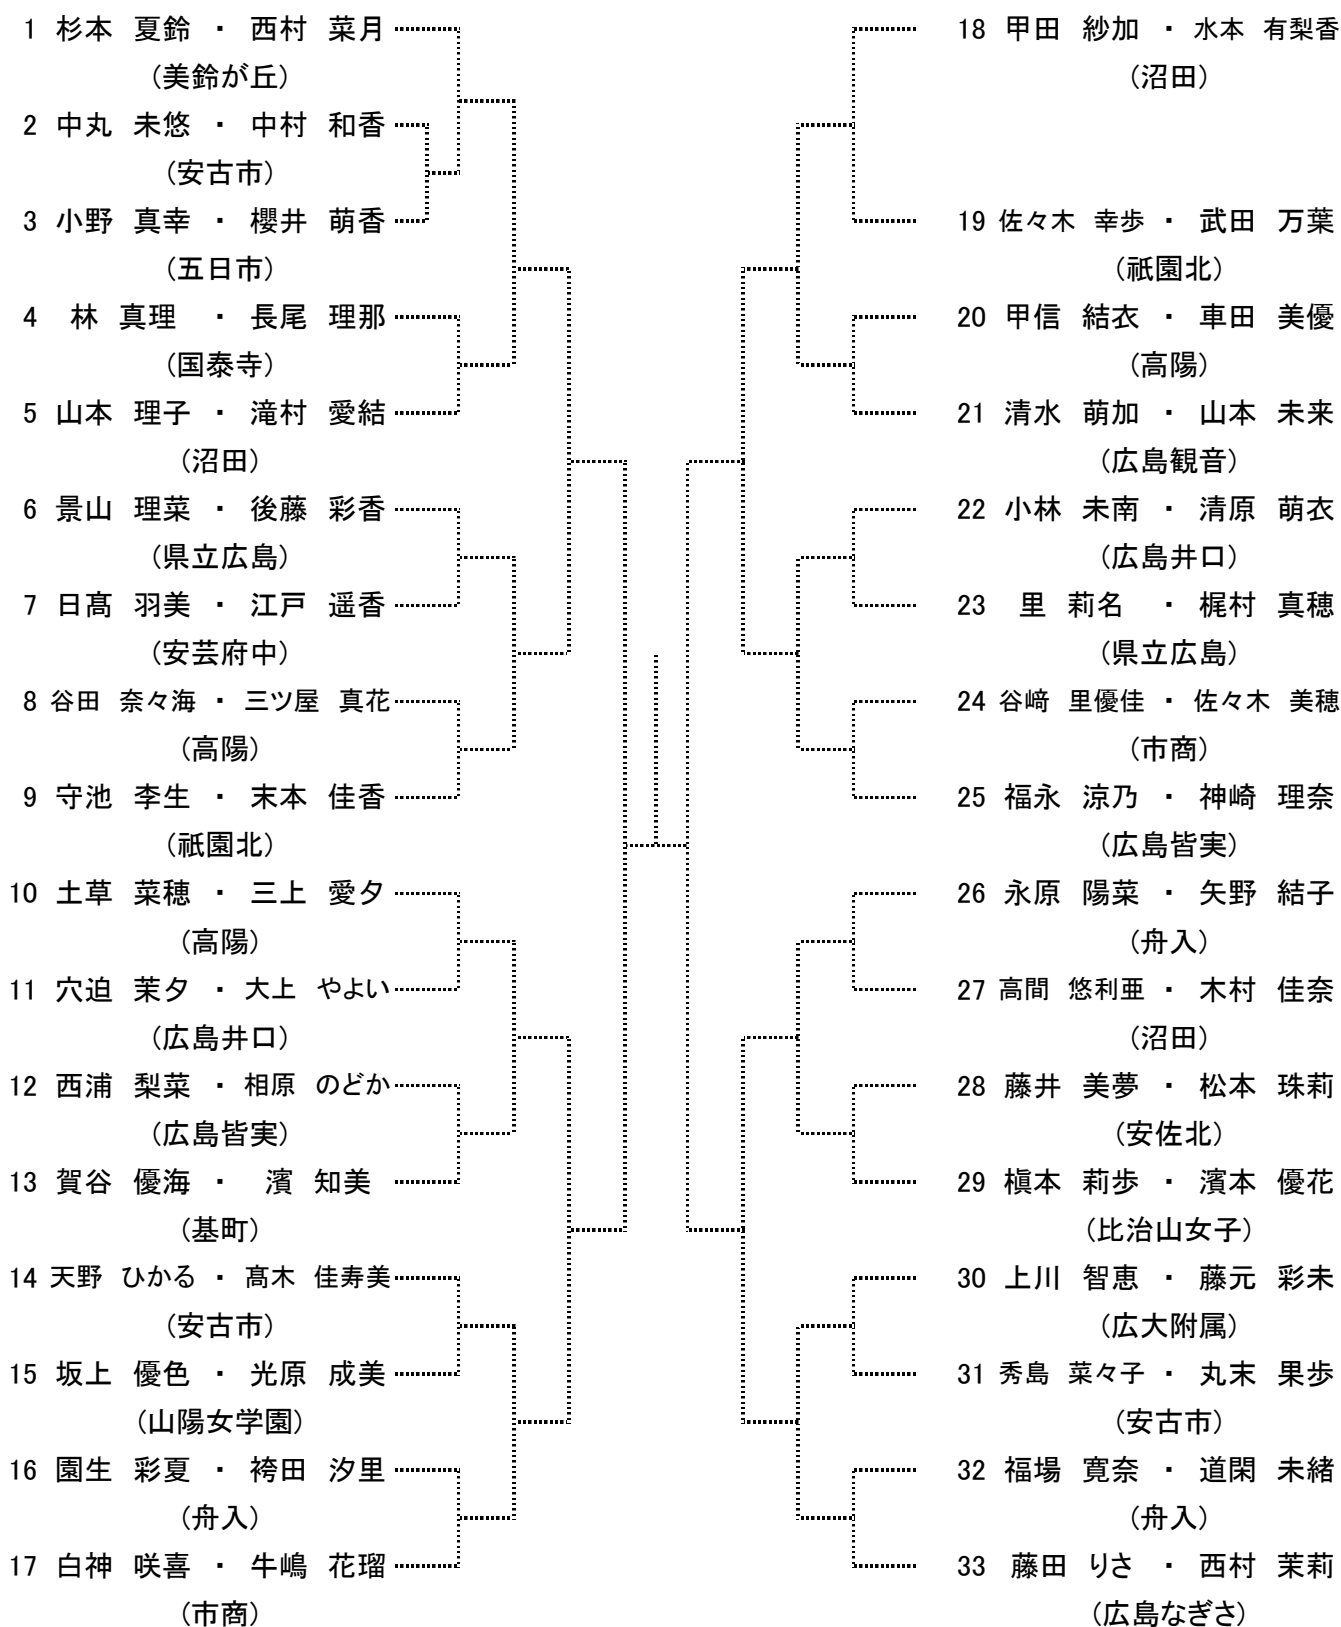 1 杉本 夏鈴 ・ 西村 菜月
(美鈴が丘)
2 中丸 未悠 ・ 中村 和香
(安古市)
3 小野 真幸 ・ 櫻井 萌香
(五日市)
4 林 真理 ・ 長尾 理那
(国泰寺)
5 山本 理子 ・ 滝村 愛結
(沼田)
6 景山 理菜 ・ 後藤 彩香
(県立広島)
7 日髙 羽美 ・ 江戸 遥香
(安芸府中)
8 谷田 奈々海 ・ 三ツ屋 真花
(高陽)
9 守池 李生 ・ 末本 佳香
(祇園北)
10 土草 菜穂 ・ 三上 愛夕
(高陽)
11 穴迫 茉夕 ・ 大上 やよい
(広島井口)
12 西浦 梨菜 ・ 相原 のどか
(広島皆実)
13 賀谷 優海 ・ 濱 知美
(基町)
14 天野 ひかる ・ 髙木 佳寿美
(安古市)
15 坂上 優色 ・ 光原 成美
(山陽女学園)
16 園生 彩夏 ・ 袴田 汐里
(舟入)
17 白神 咲喜 ・ 牛嶋 花瑠
(市商)
18 甲田 紗加 ・ 水本 有梨香
(沼田)
19 佐々木 幸歩 ・ 武田 万葉
(祇園北)
20 甲信 結衣 ・ 車田 美優
(高陽)
21 清水 萌加 ・ 山本 未来
(広島観音)
22 小林 未南 ・ 清原 萌衣
(広島井口)
23 里 莉名 ・ 梶村 真穂
(県立広島)
24 谷﨑 里優佳 ・ 佐々木 美穂
(市商)
25 福永 涼乃 ・ 神崎 理奈
(広島皆実)
26 永原 陽菜 ・ 矢野 結子
(舟入)
27 高間 悠利亜 ・ 木村 佳奈
(沼田)
28 藤井 美夢 ・ 松本 珠莉
(安佐北)
29 槇本 莉歩 ・ 濱本 優花
(比治山女子)
30 上川 智恵 ・ 藤元 彩未
(広大附属)
31 秀島 菜々子 ・ 丸末 果歩
(安古市)
32 福場 寛奈 ・ 道閑 未緒
(舟入)
33 藤田 りさ ・ 西村 茉莉
(広島なぎさ)